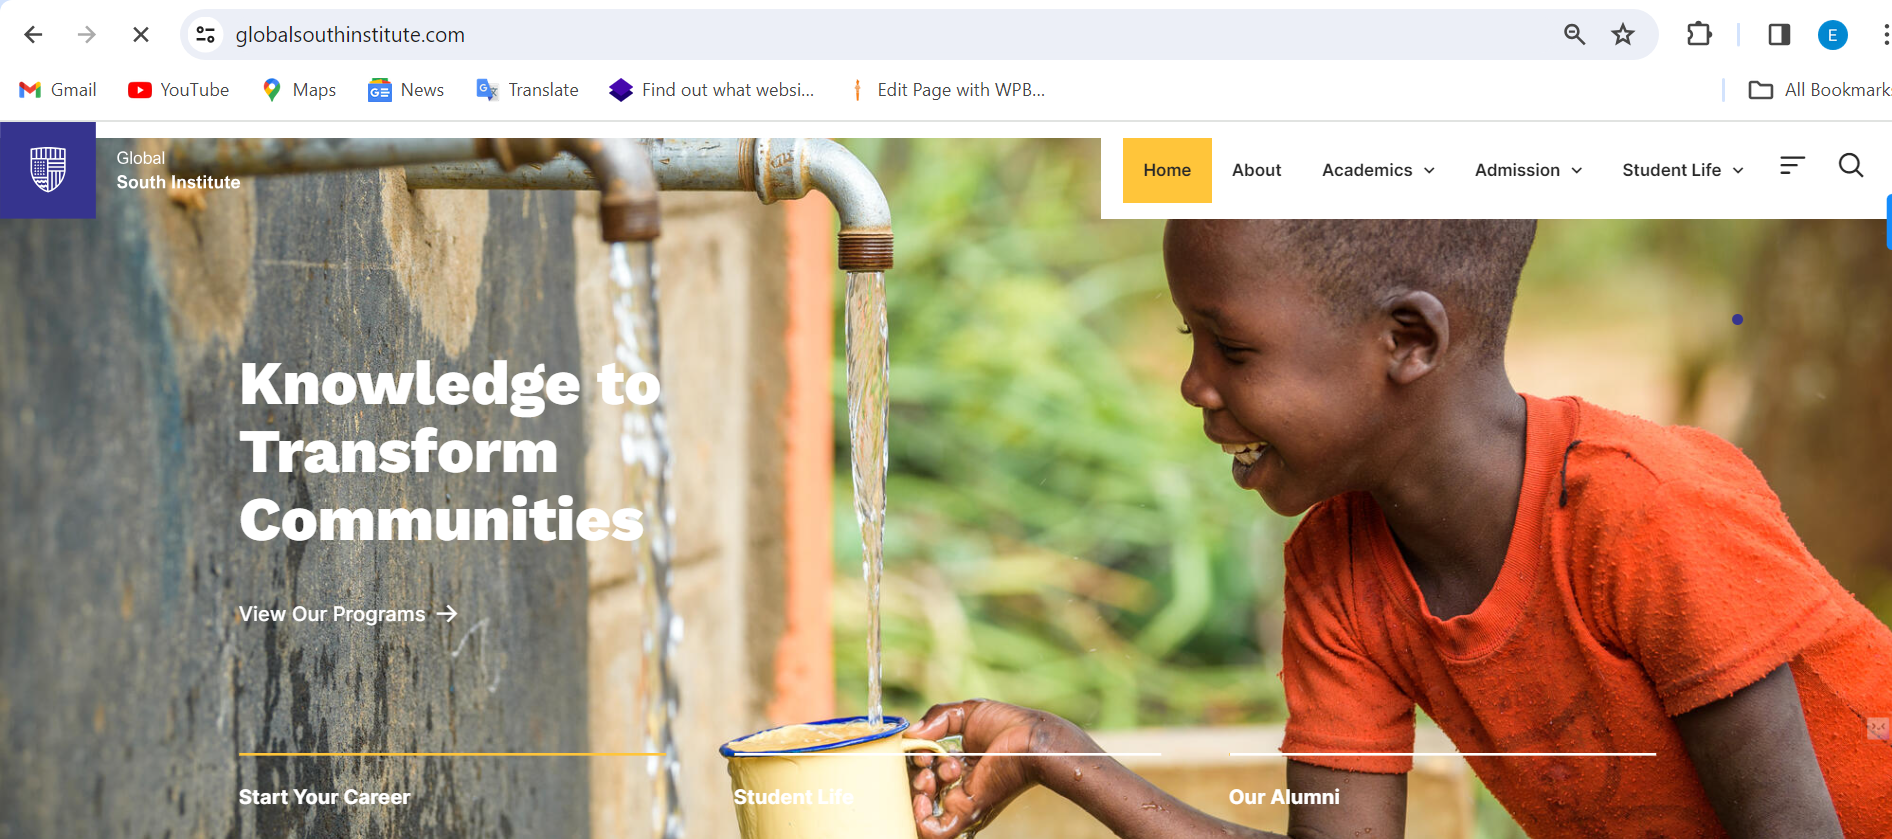 globalsouthinstitute.com
E
Gmail
YouTube
Maps
News
Translate
Find out what websi...
Edit Page with WPB...
All Bookmarks
Global
South Institute
Home
About
Academics
Admission
Student Life
Knowledge to
Transform
Communities
View Our Programs →
Start Your Career
Student Life
Our Alumni